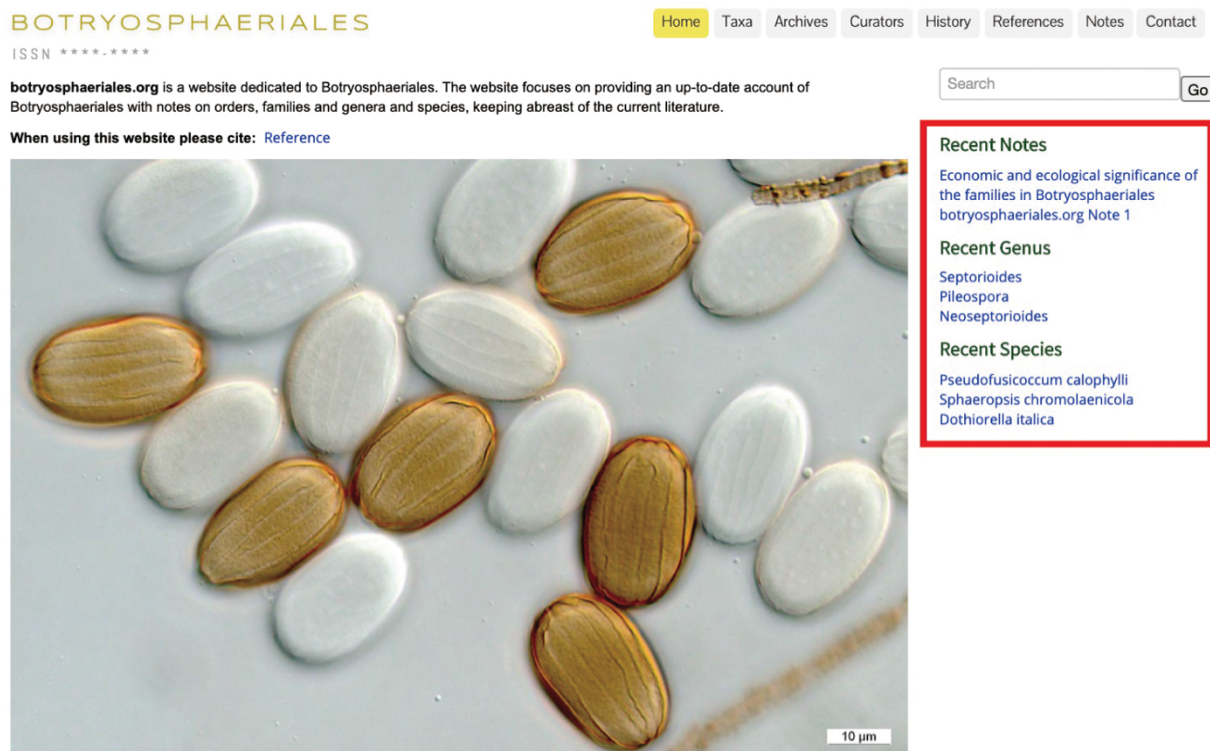 BOTRYOSPHAERIALES
Home Taxa Archives Curators History References Notes Contact
ISSN ****-****
botryosphaeriales.org is a website dedicated to Botryosphaeriales. The website focuses on providing an up-to-date account of
Botryosphaeriales with notes on orders, families and genera and species, keeping abreast of the current literature.
When using this website please cite: Reference
Search Go
Recent Notes
Economic and ecological significance of
the families in Botryosphaeriales
botryosphaeriales.org Note 1
Recent Genus
Septorioides
Pileospora
Neoseptorioides
Recent Species
Pseudofusicoccum calophylli
Sphaeropsis chromolaenicola
Dothiorella italica
10 µm